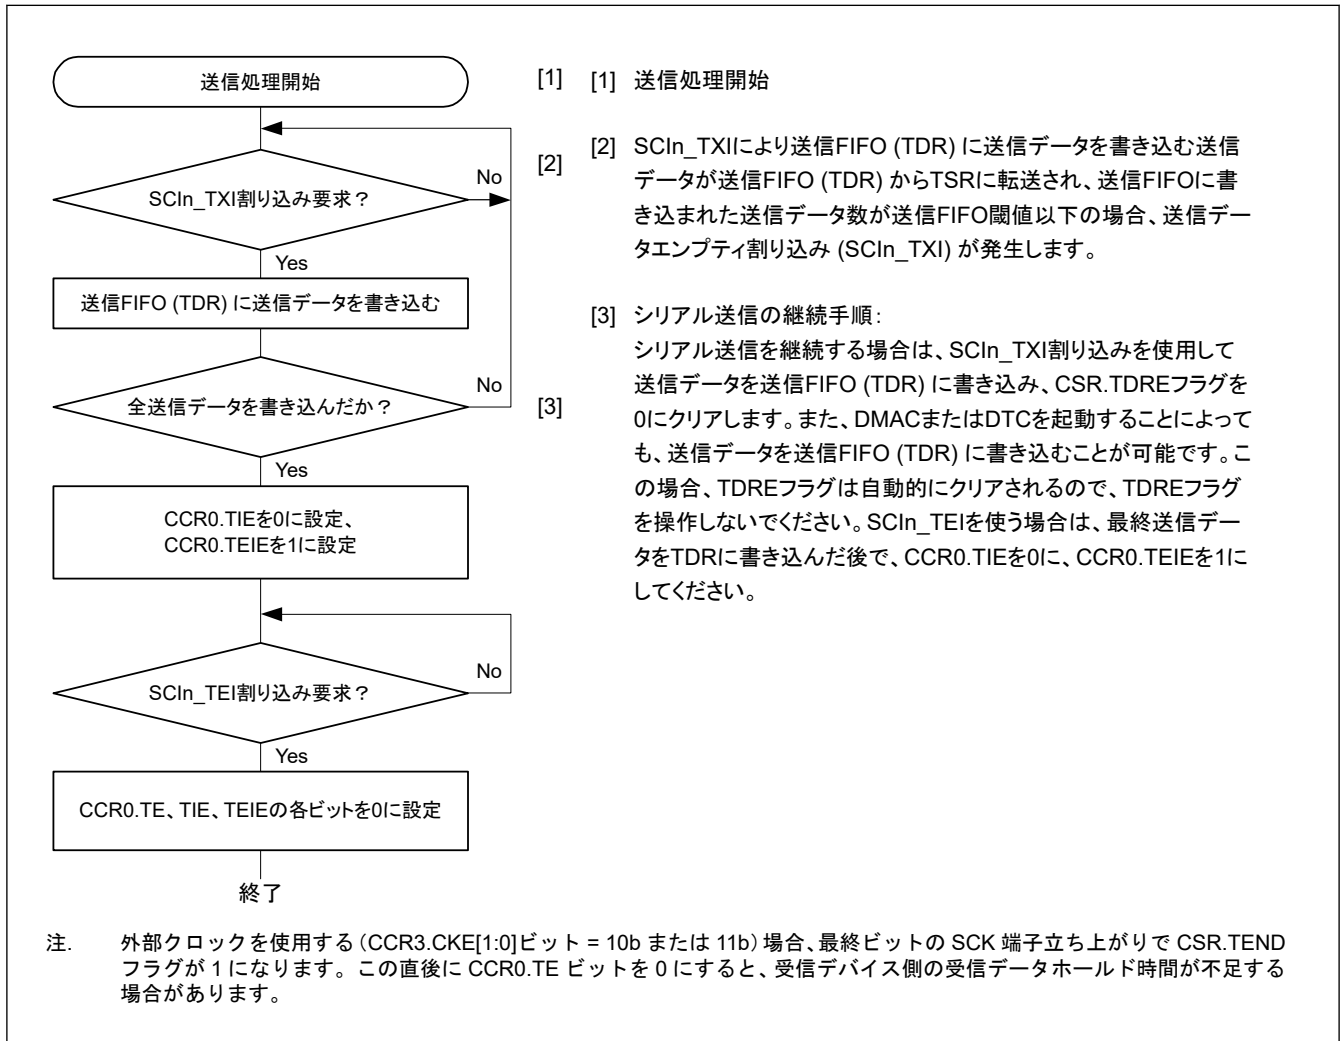 送信処理開始
[1]
SCIn_TXI割り込み要求？
No
[2]
Yes
送信FIFO (TDR) に送信データを書き込む
全送信データを書き込んだか？
No
[3]
Yes
CCR0.TIEを0に設定、
CCR0.TEIEを1に設定
SCIn_TEI割り込み要求？
No
Yes
CCR0.TE、TIE、TEIEの各ビットを0に設定
終了
[1] 送信処理開始
[2] SCIn_TXIにより送信FIFO (TDR) に送信データを書き込む送信
データが送信FIFO (TDR) からTSRに転送され、送信FIFOに書
き込まれた送信データ数が送信FIFO閾値以下の場合、送信デー
タエンプティ割り込み (SCIn_TXI) が発生します。
[3] シリアル送信の継続手順：
シリアル送信を継続する場合は、SCIn_TXI割り込みを使用して
送信データを送信FIFO (TDR) に書き込み、CSR.TDREフラグを
0にクリアします。また、DMACまたはDTCを起動することによって
も、送信データを送信FIFO (TDR) に書き込むことが可能です。こ
の場合、TDREフラグは自動的にクリアされるので、TDREフラグ
を操作しないでください。SCIn_TEIを使う場合は、最終送信デー
タをTDRに書き込んだ後で、CCR0.TIEを0に、CCR0.TEIEを1に
してください。
注. 外部クロックを使用する（CCR3.CKE[1:0]ビット = 10b または 11b）場合、最終ビットの SCK 端子立ち上がりで CSR.TEND
フラグが 1 になります。この直後に CCR0.TE ビットを 0 にすると、受信デバイス側の受信データホールド時間が不足する
場合があります。